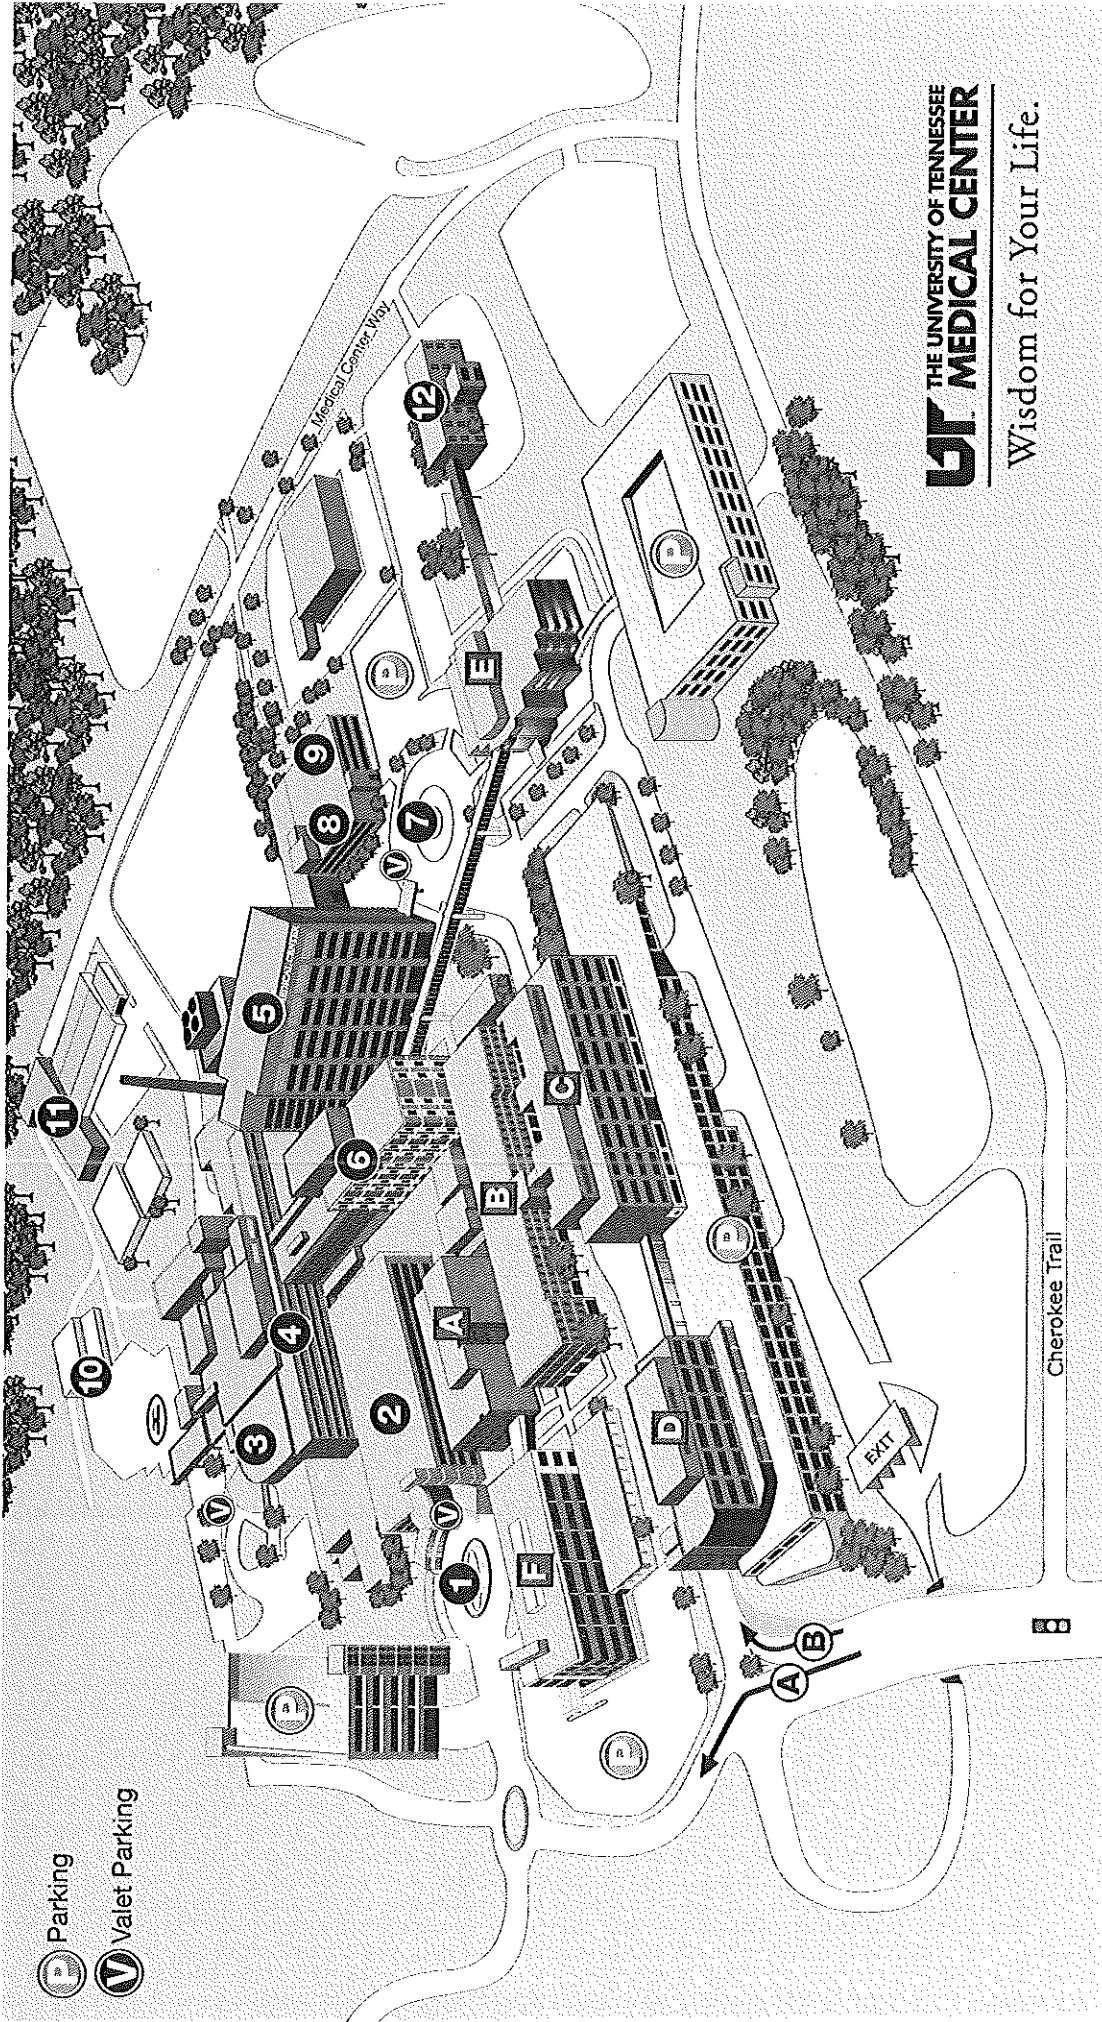 P Parking
V Valet Parking
10
11
V
3
4
5
P
2
6
8
9
Medical Center Way
V
1
A
V
7
P
12
F
B
E
P
D
C
P
P
A
B
EXIT
Cherokee Trail
UT THE UNIVERSITY OF TENNESSEE
MEDICAL CENTER
Wisdom for Your Life.